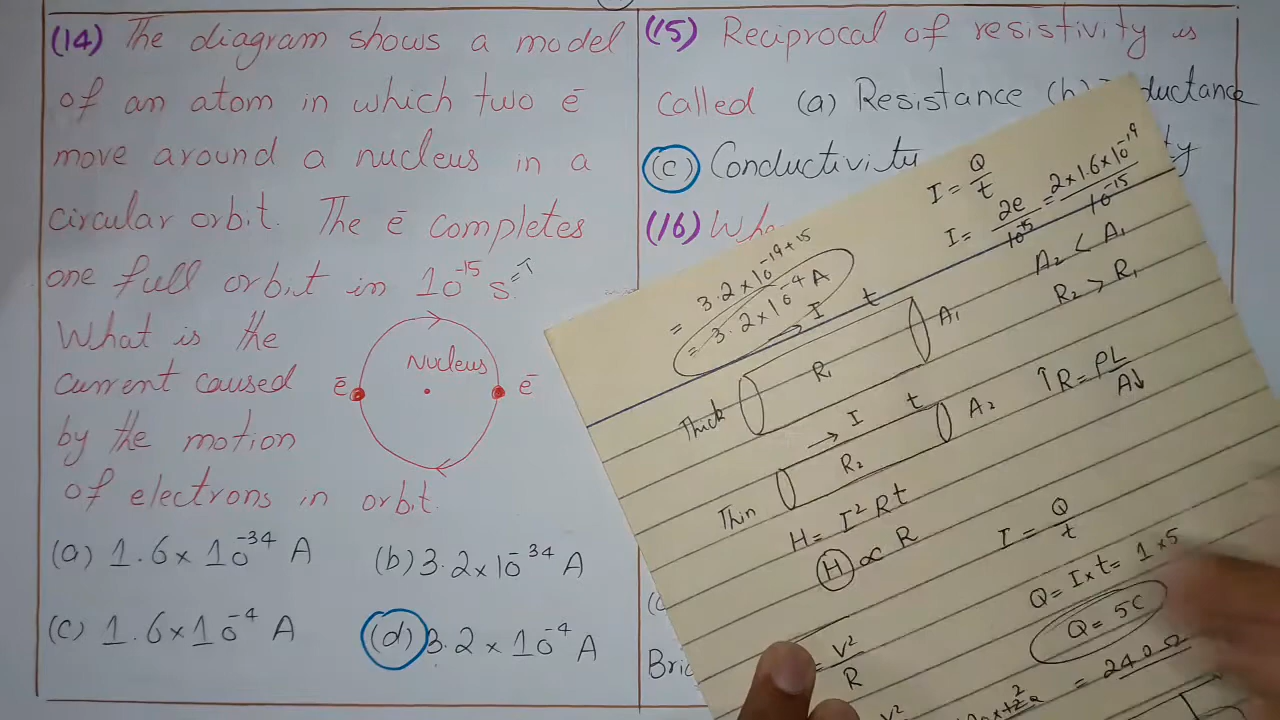 (14) The diagram shows a model
of an atom in which two ē
move around a nucleus in a
circular orbit. The ē completes
one full orbit in 10⁻¹⁵ s. =T
What is the
current caused
by the motion
of electrons in orbit.
Nucleus
ē
ē
(a) 1.6 × 10⁻³⁴ A
(b) 3.2 × 10⁻³⁴ A
(c) 1.6 × 10⁻⁴ A
(d) 3.2 × 10⁻⁴ A
(15) Reciprocal of resistivity is
called (a) Resistance (b)
(c) Conductivity
(16)
I = Q/t
I = 2e/10⁻¹⁵ = 2×1.6×10⁻¹⁹/10⁻¹⁵
= 3.2×10⁻¹⁹⁺¹⁵
= 3.2×10⁻⁴ A
A₂ < A₁
R₂ > R₁
→ I t
Thick R₁ A₁
→ I t
Thin R₂ A₂
↑R = ρL/A↓
H = I² R t
H ∝ R
I = Q/t
Q = I×t = 1×5
Q = 5C
= V²/R
= 240 Ω
V²